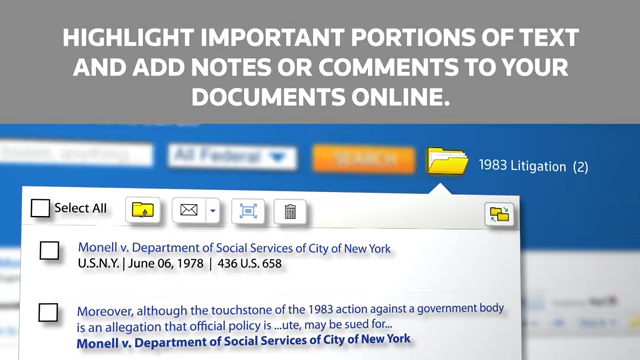 HIGHLIGHT IMPORTANT PORTIONS OF TEXT
AND ADD NOTES OR COMMENTS TO YOUR
DOCUMENTS ONLINE.
All Federal
SEARCH
1983 Litigation (2)
Select All
Monell v. Department of Social Services of City of New York
U.S.N.Y. | June 06, 1978 | 436 U.S. 658
Moreover, although the touchstone of the 1983 action against a government body
is an allegation that official policy is ...ute, may be sued for...
Monell v. Department of Social Services of City of New York